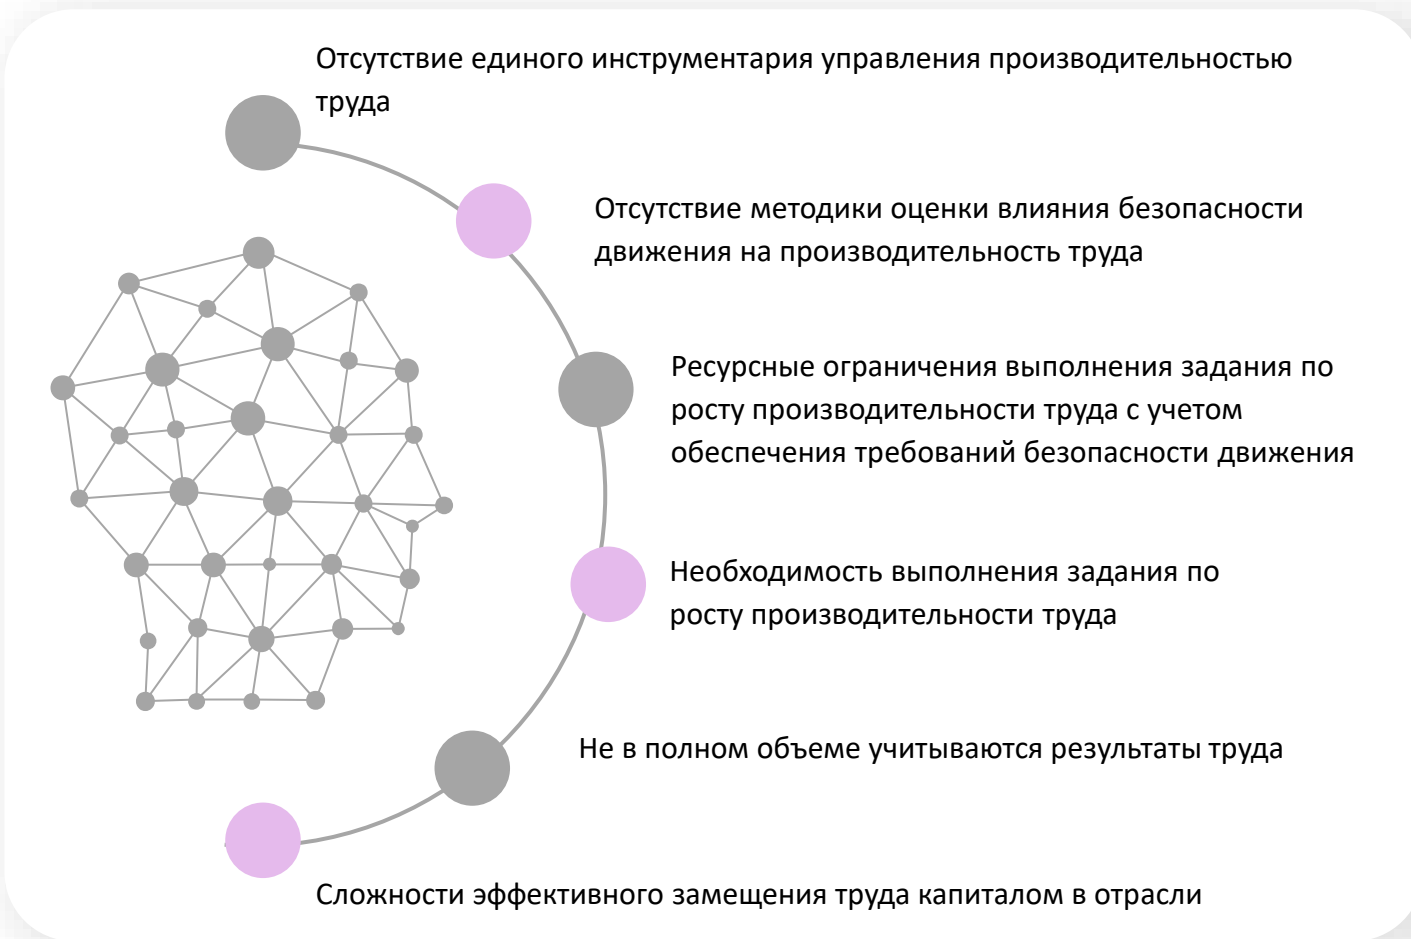 Отсутствие единого инструментария управления производительностью
труда
Отсутствие методики оценки влияния безопасности
движения на производительность труда
Ресурсные ограничения выполнения задания по
росту производительности труда с учетом
обеспечения требований безопасности движения
Необходимость выполнения задания по
росту производительности труда
Не в полном объеме учитываются результаты труда
Сложности эффективного замещения труда капиталом в отрасли